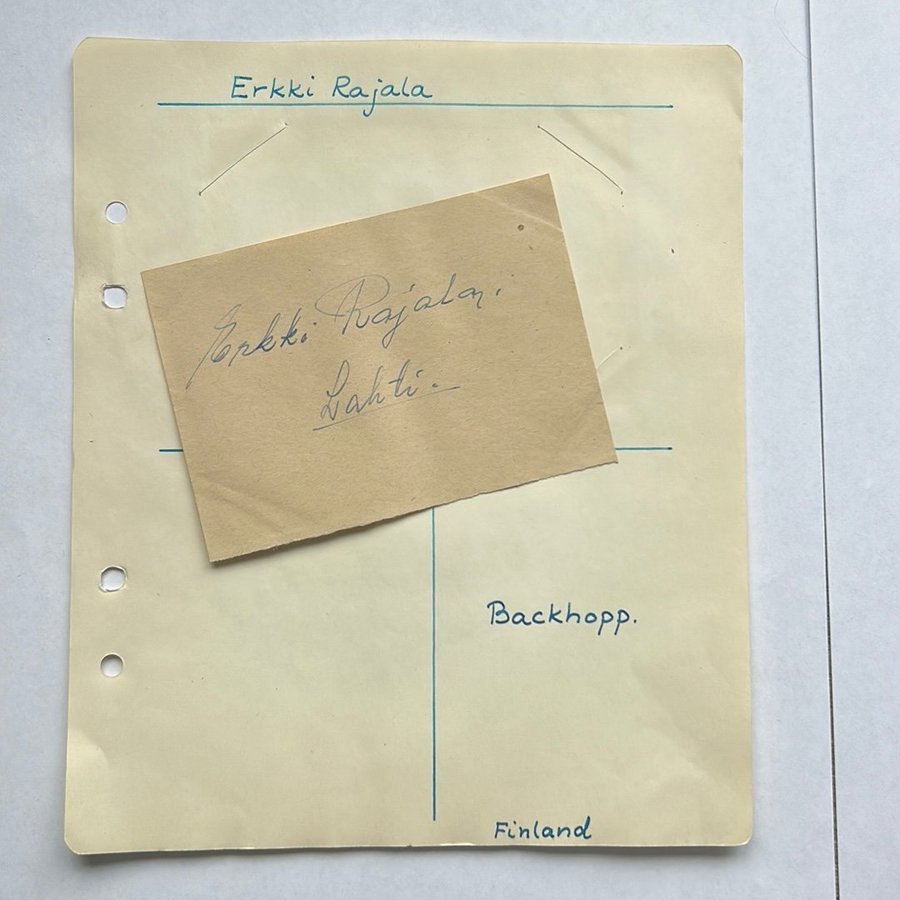 Erkki Rajala
Erkki Rajala.
Lahti.
Backhopp.
Finland